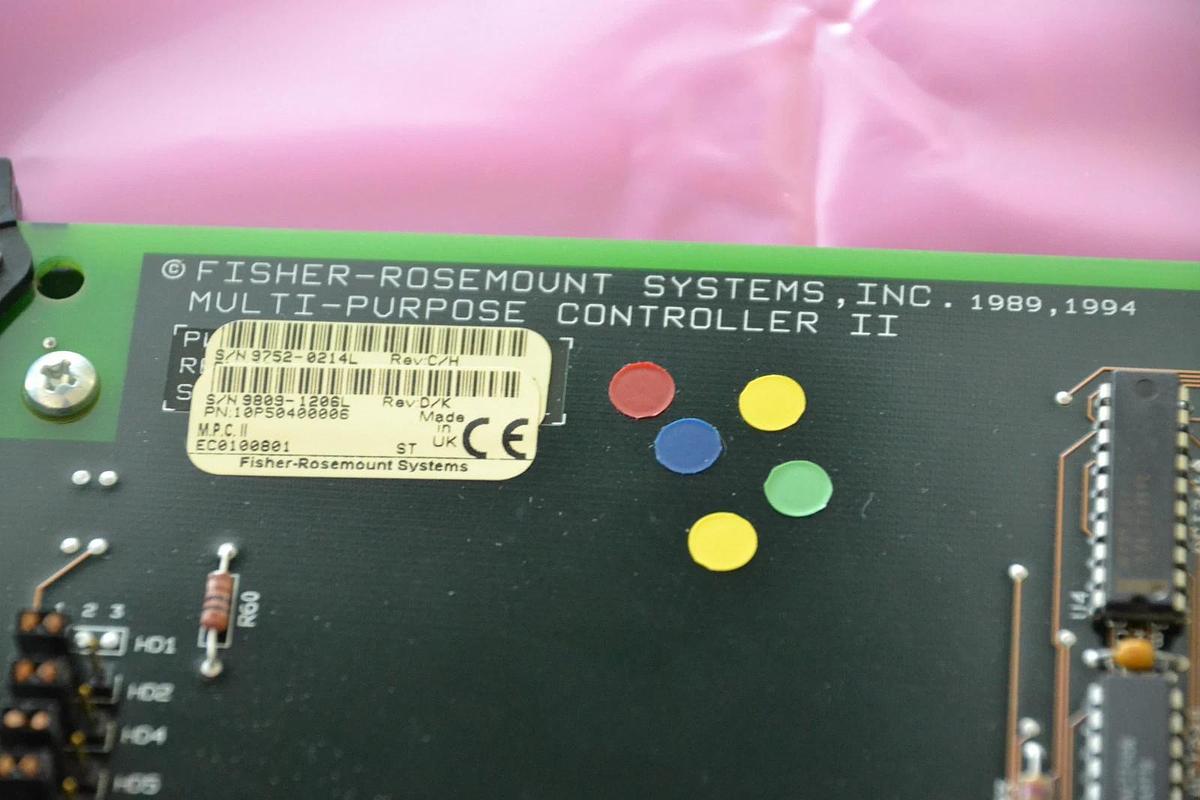 © FISHER-ROSEMOUNT SYSTEMS, INC. 1989, 1994
MULTI-PURPOSE CONTROLLER II
S/N 9752-0214L Rev:C/H
S/N 9809-1206L Rev:D/K
PN:10P50400006
Made in UK CE
M.P.C. II
EC0100801 ST
Fisher-Rosemount Systems
R60
1 2 3
HD1
HD2
HD4
HD5
U4